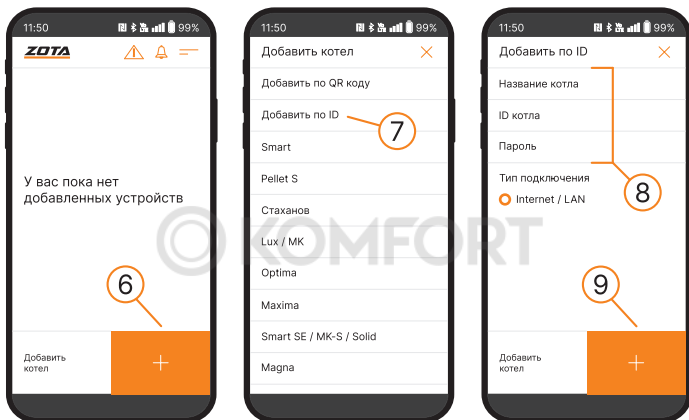 11:50
99%
ZOTA
У вас пока нет
добавленных устройств
6
Добавить
котел
+
11:50
99%
Добавить котел
Добавить по QR коду
Добавить по ID
7
Smart
Pellet S
Стаханов
Lux / MK
Optima
Maxima
Smart SE / MK-S / Solid
Magna
11:50
99%
Добавить по ID
Название котла
ID котла
Пароль
8
Тип подключения
Internet / LAN
9
Добавить
котел
+
KOMFORT